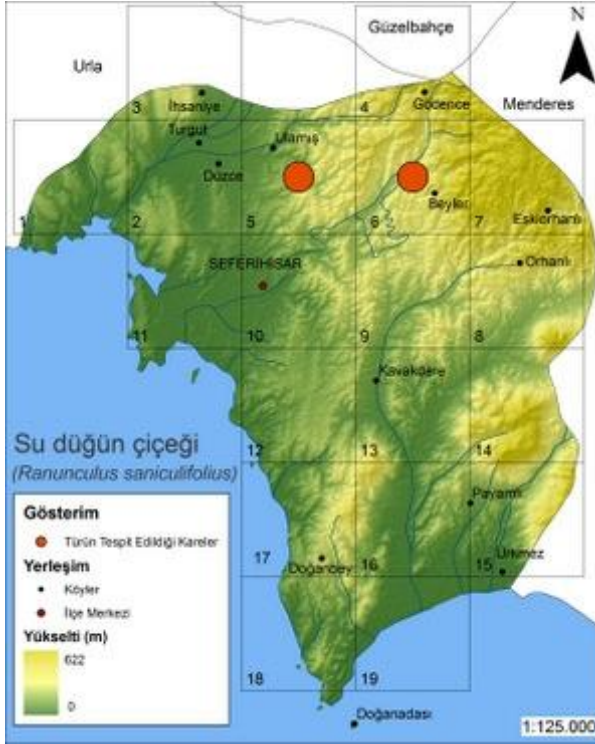 Güzelbahçe
N
Urla
3
İhsaniye
4
Gödence
Menderes
Turgut
Ulamış
Düzce
Beyler
Eskiorhanlı
1
2
5
6
7
SEFERİHİSAR
Orhanlı
11
10
9
8
Kavakdere
Su düğün çiçeği
(Ranunculus saniculifolius)
12
13
14
Gösterim
Türün Tespit Edildiği Kareler
Yerleşim
Köyler
İlçe Merkezi
Yükselti (m)
622
0
Payamlı
17
Doğanbey
16
15
Ürkmez
18
19
Doğanadası
1:125.000